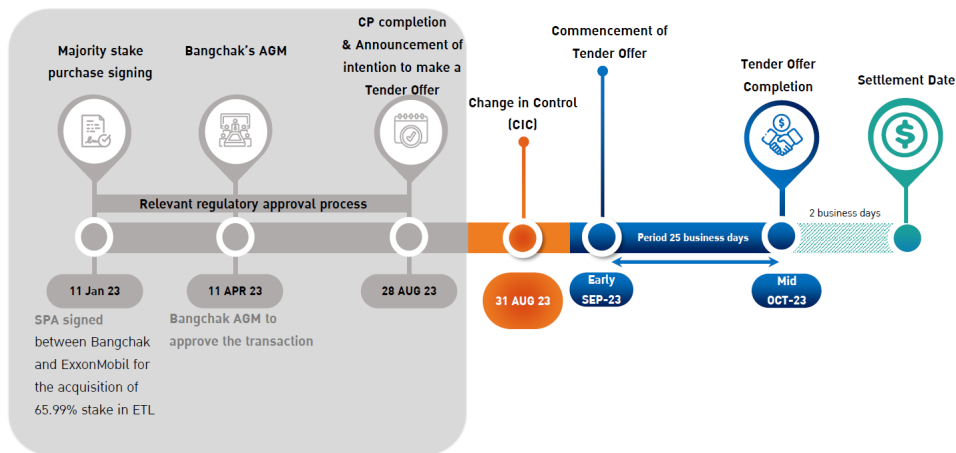 Majority stake
purchase signing
Bangchak's AGM
CP completion
& Announcement of
intention to make a
Tender Offer
Change in Control
(CIC)
Commencement of
Tender Offer
Tender Offer
Completion
Settlement Date
Relevant regulatory approval process
Period 25 business days
2 business days
11 Jan 23
11 APR 23
28 AUG 23
31 AUG 23
Early
SEP-23
Mid
OCT-23
SPA signed
between Bangchak
and ExxonMobil for
the acquisition of
65.99% stake in ETL
Bangchak AGM to
approve the transaction